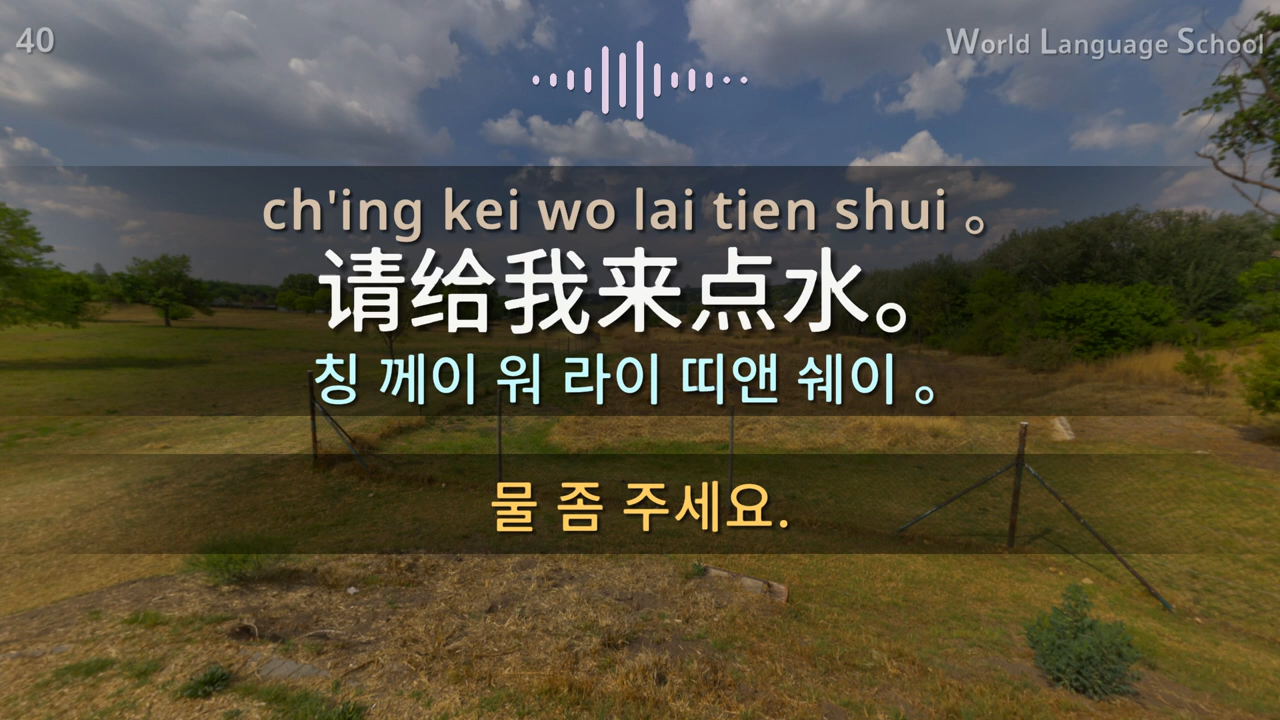 40
World Language School
ch'ing kei wo lai tien shui 。
请给我来点水。
칭 께이 워 라이 띠앤 쉐이 。
물 좀 주세요.